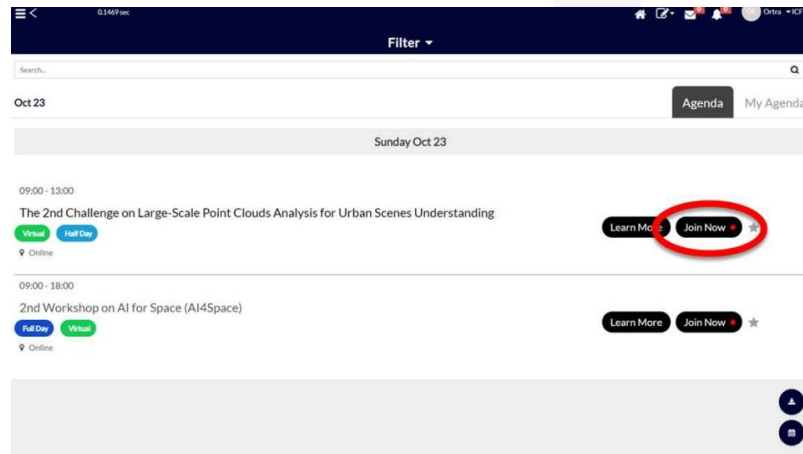 0.1469 sec
Ortra ICF
Filter
Search...
Oct 23
Agenda My Agenda
Sunday Oct 23
09:00 - 13:00
The 2nd Challenge on Large-Scale Point Clouds Analysis for Urban Scenes Understanding
Learn More Join Now
Virtual Half Day
Online
09:00 - 18:00
2nd Workshop on AI for Space (AI4Space)
Learn More Join Now
Full Day Virtual
Online